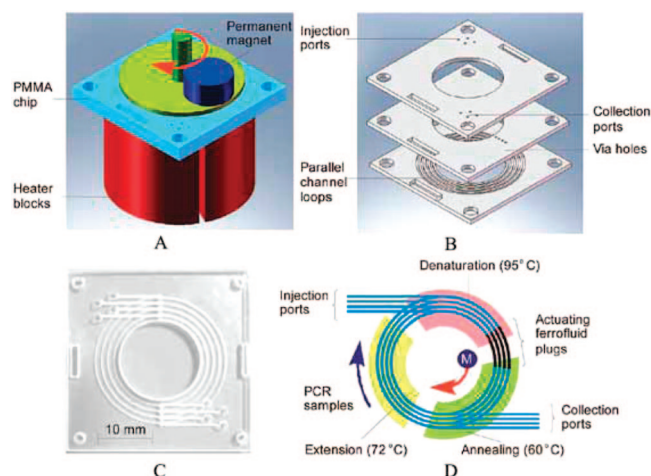 Permanent
magnet
PMMA
chip
Heater
blocks
A
Injection
ports
Collection
ports
Via holes
Parallel
channel
loops
B
10 mm
C
Denaturation (95°C)
Injection
ports
Actuating
ferrofluid
plugs
M
PCR
samples
Collection
ports
Extension (72°C)
Annealing (60°C)
D